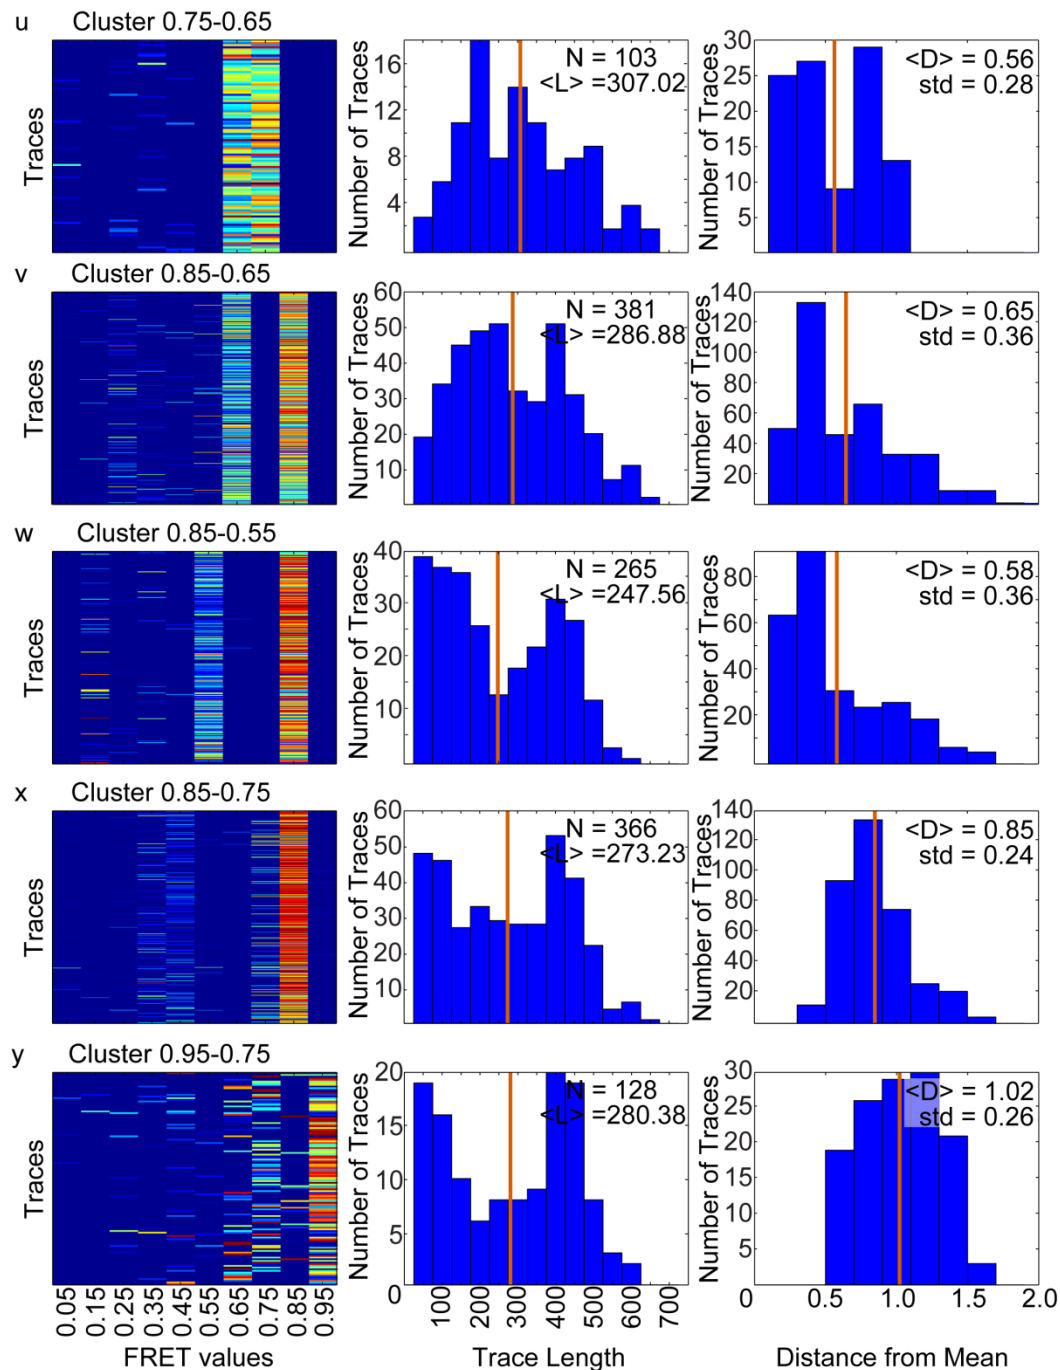 u Cluster 0.75-0.65
Traces
Number of Traces
16
12
8
4
N = 103
<L> =307.02
Number of Traces
30
25
20
15
10
5
<D> = 0.56
std = 0.28
v Cluster 0.85-0.65
Traces
Number of Traces
60
50
40
30
20
10
N = 381
<L> =286.88
Number of Traces
140
120
100
80
60
40
20
<D> = 0.65
std = 0.36
w Cluster 0.85-0.55
Traces
Number of Traces
40
30
20
10
N = 265
<L> =247.56
Number of Traces
80
60
40
20
<D> = 0.58
std = 0.36
x Cluster 0.85-0.75
Traces
Number of Traces
60
50
40
30
20
10
N = 366
<L> =273.23
Number of Traces
140
120
100
80
60
40
20
<D> = 0.85
std = 0.24
y Cluster 0.95-0.75
Traces
Number of Traces
20
15
10
5
0
N = 128
<L> =280.38
Number of Traces
30
25
20
15
10
5
<D> = 1.02
std = 0.26
0.05 0.15 0.25 0.35 0.45 0.55 0.65 0.75 0.85 0.95
100 200 300 400 500 600 700
0 0.5 1.0 1.5 2.0
FRET values
Trace Length
Distance from Mean